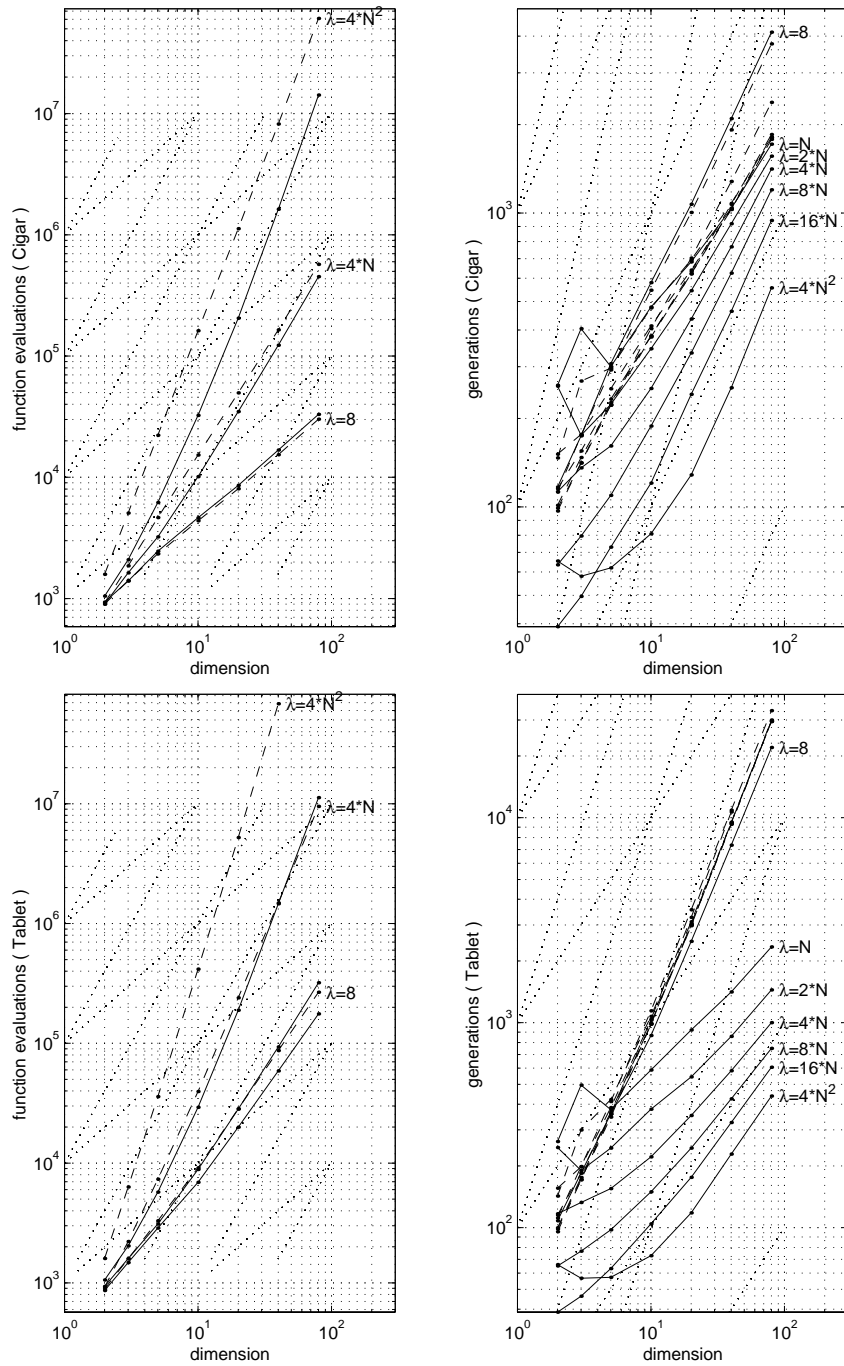 λ=4*N²
λ=4*N
λ=8
10⁷
10⁶
10⁵
10⁴
10³
10⁰
10¹
10²
function evaluations ( Cigar )
dimension
λ=8
λ=N
λ=2*N
λ=4*N
λ=8*N
λ=16*N
λ=4*N²
10³
10²
10⁰
10¹
10²
generations ( Cigar )
dimension
λ=4*N²
λ=4*N
λ=8
10⁷
10⁶
10⁵
10⁴
10³
10⁰
10¹
10²
function evaluations ( Tablet )
dimension
λ=8
λ=N
λ=2*N
λ=4*N
λ=8*N
λ=16*N
λ=4*N²
10⁴
10³
10²
10⁰
10¹
10²
generations ( Tablet )
dimension